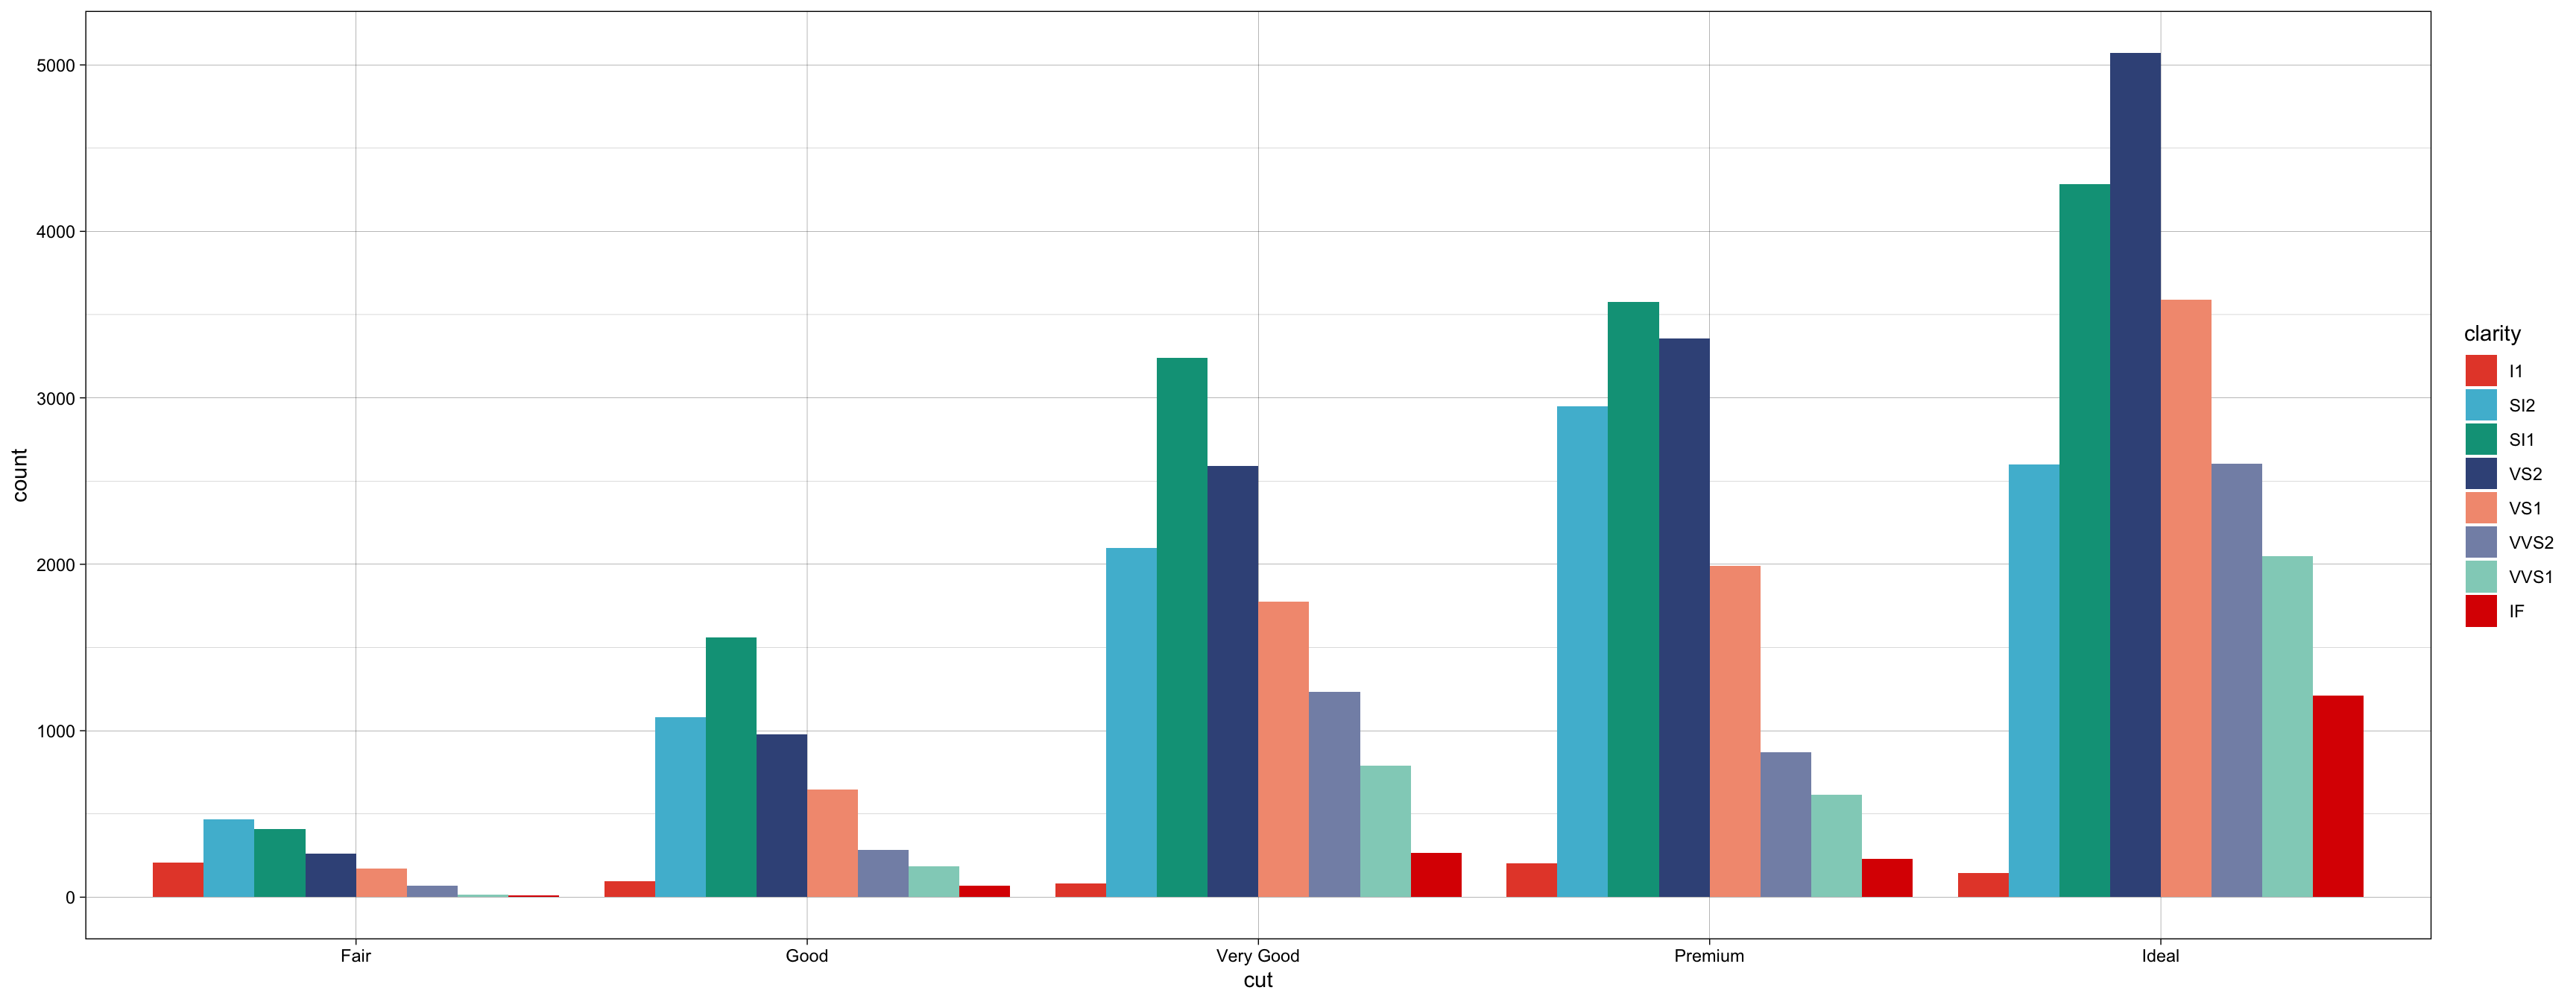 5000
4000
3000
2000
1000
0
count
Fair
Good
Very Good
Premium
Ideal
cut
clarity
I1
SI2
SI1
VS2
VS1
VVS2
VVS1
IF